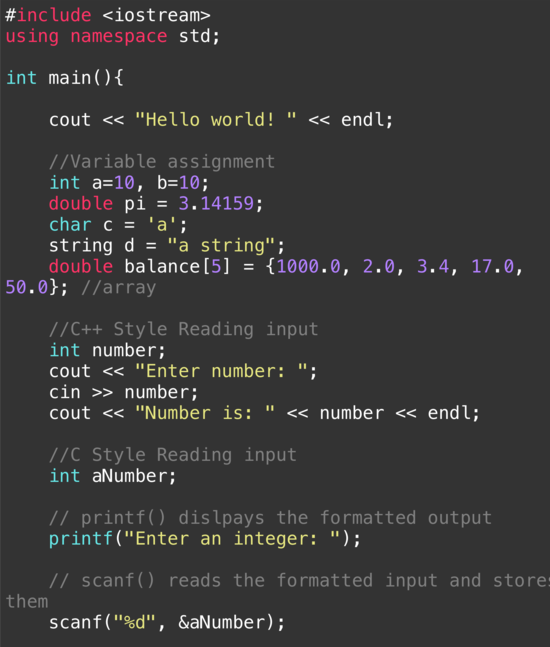 #include <iostream>
using namespace std;
int main(){
cout << "Hello world! " << endl;
//Variable assignment
int a=10, b=10;
double pi = 3.14159;
char c = 'a';
string d = "a string";
double balance[5] = {1000.0, 2.0, 3.4, 17.0,
50.0}; //array
//C++ Style Reading input
int number;
cout << "Enter number: ";
cin >> number;
cout << "Number is: " << number << endl;
//C Style Reading input
int aNumber;
// printf() dislpays the formatted output
printf("Enter an integer: ");
// scanf() reads the formatted input and stores
them
scanf("%d", &aNumber);